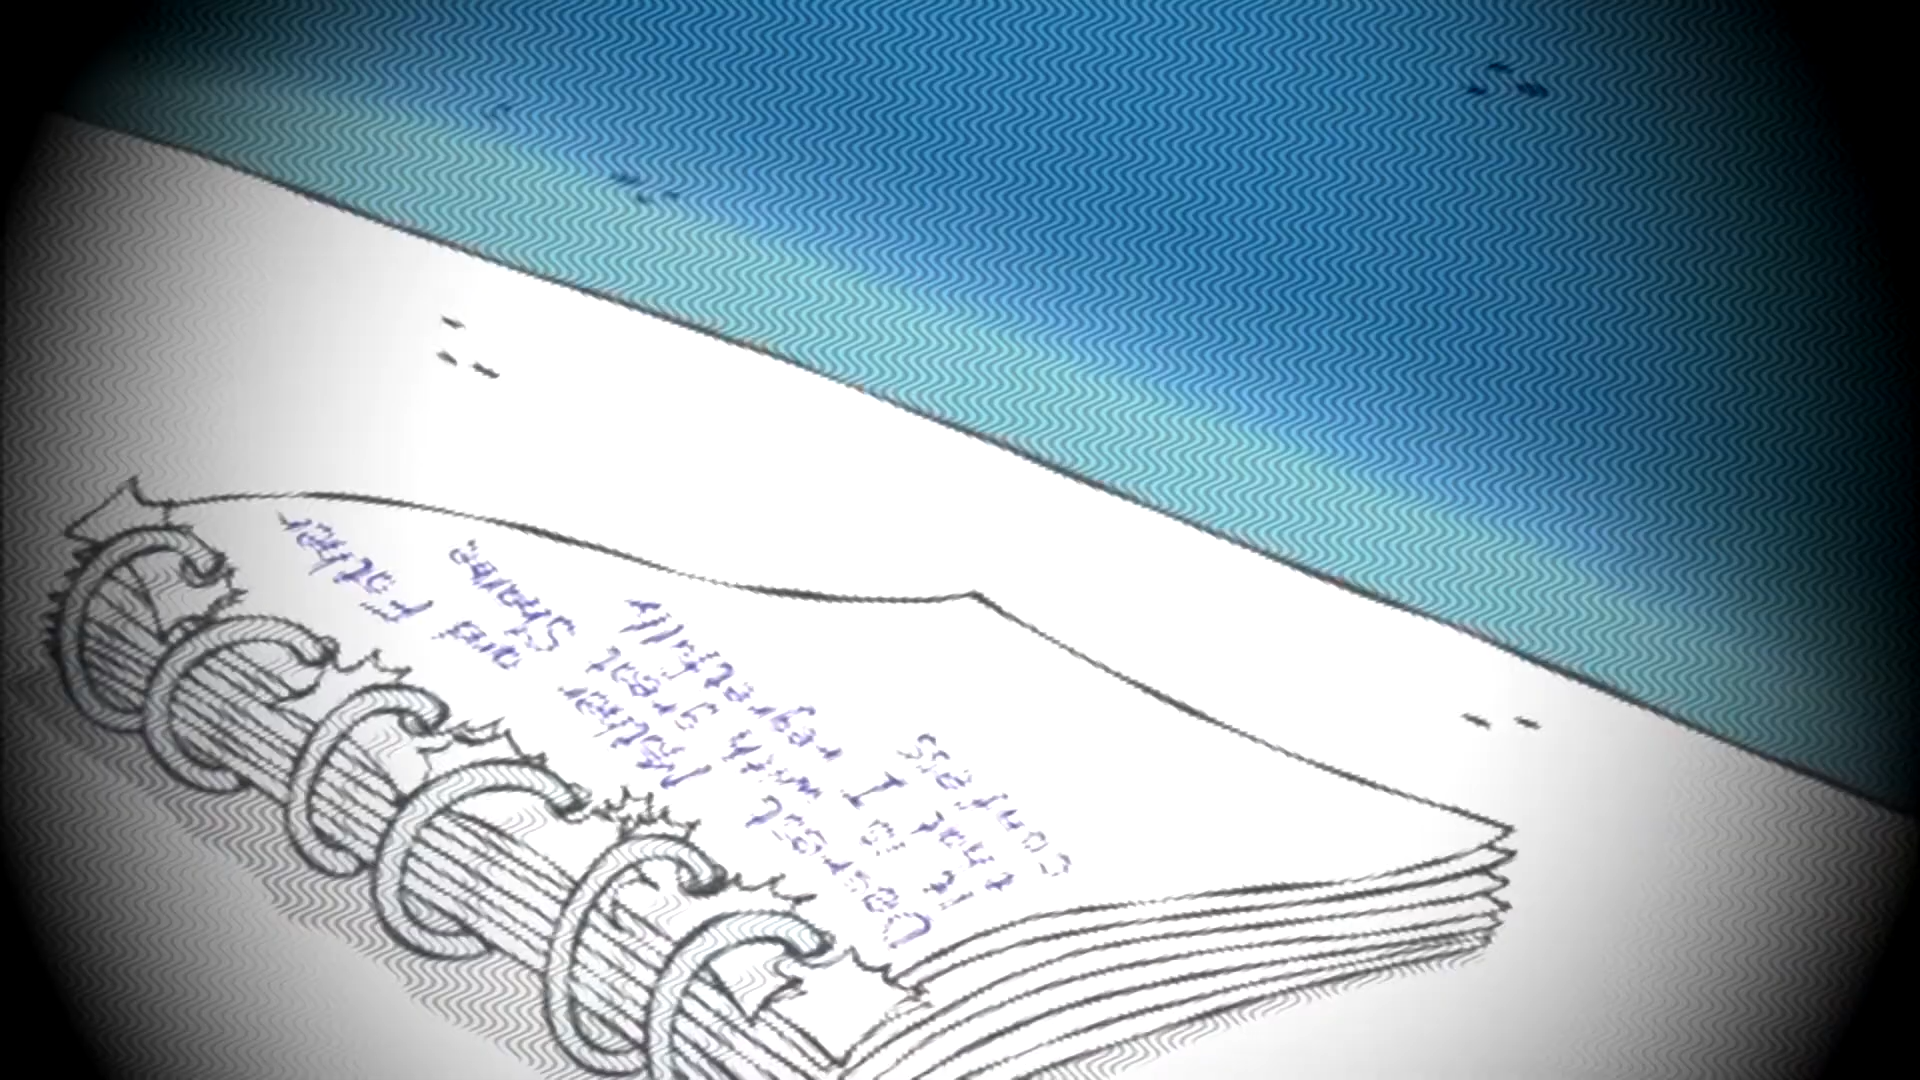 Dearest Mother and Father
It is with great Shame
that I regretfully
confess